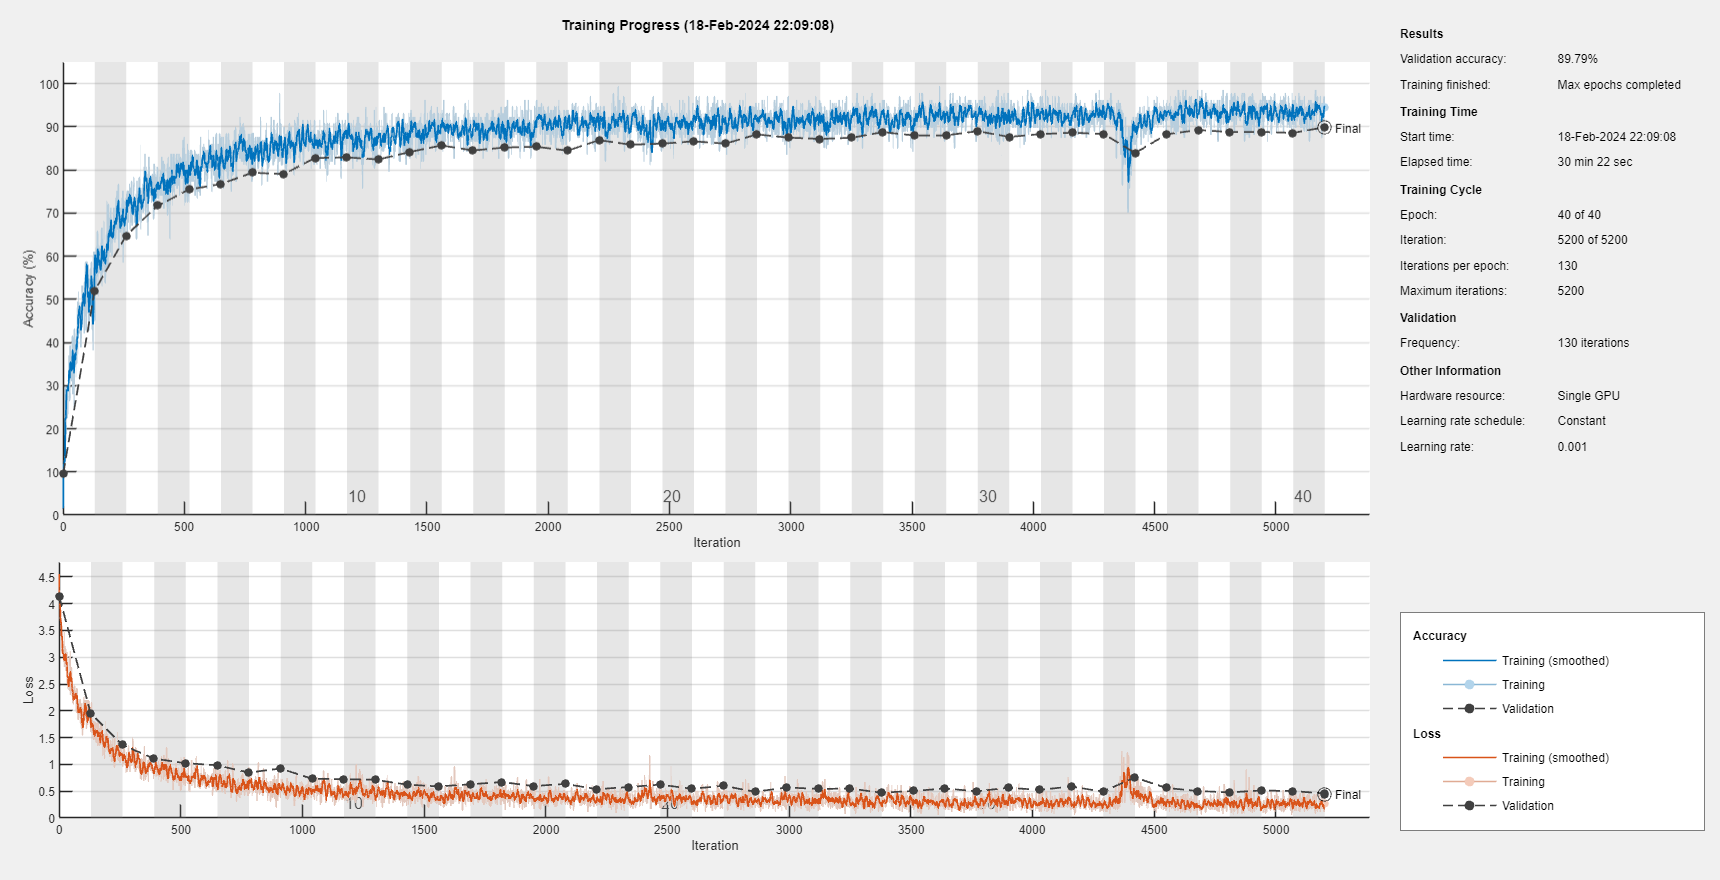 Training Progress (18-Feb-2024 22:09:08)
Accuracy (%)
100
90
80
70
60
50
40
30
20
10
0
10
20
30
40
Final
0
500
1000
1500
2000
2500
3000
3500
4000
4500
5000
Iteration
Loss
4.5
4
3.5
3
2.5
2
1.5
1
0.5
0
10
20
Final
0
500
1000
1500
2000
2500
3000
3500
4000
4500
5000
Iteration
Results
Validation accuracy: 89.79%
Training finished: Max epochs completed
Training Time
Start time: 18-Feb-2024 22:09:08
Elapsed time: 30 min 22 sec
Training Cycle
Epoch: 40 of 40
Iteration: 5200 of 5200
Iterations per epoch: 130
Maximum iterations: 5200
Validation
Frequency: 130 iterations
Other Information
Hardware resource: Single GPU
Learning rate schedule: Constant
Learning rate: 0.001
Accuracy
Training (smoothed)
Training
Validation
Loss
Training (smoothed)
Training
Validation